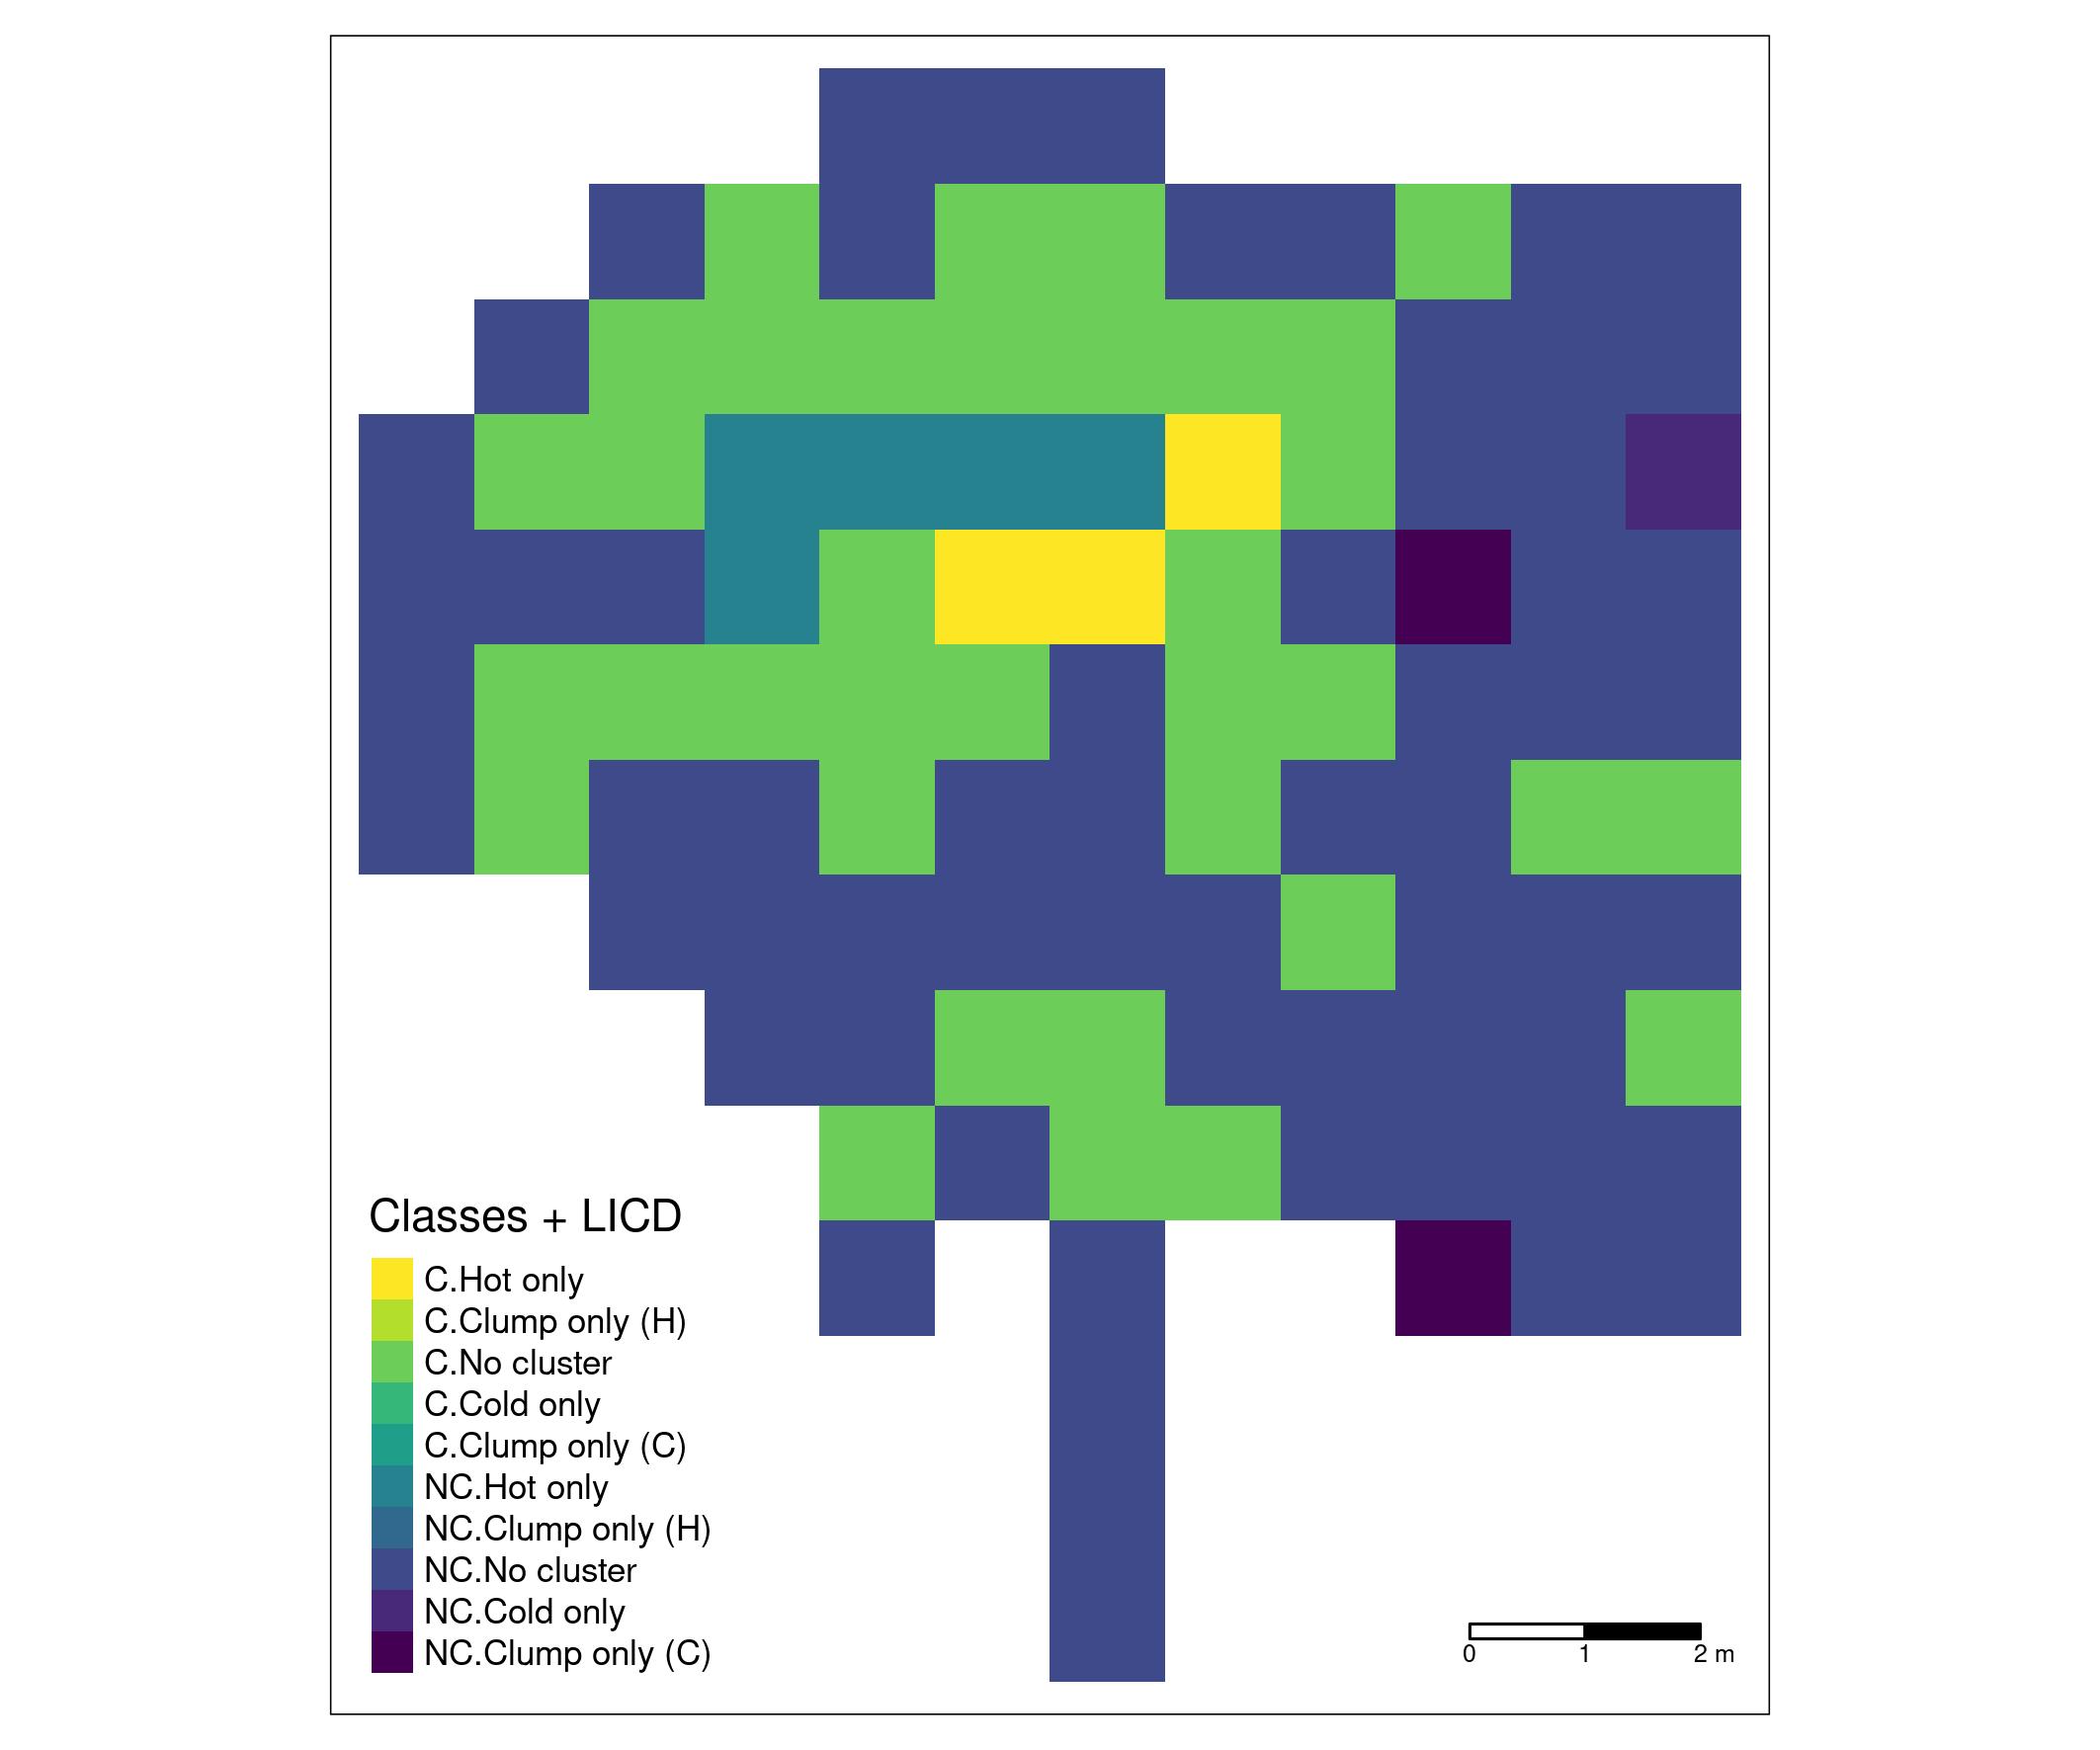 Classes + LICD
C.Hot only
C.Clump only (H)
C.No cluster
C.Cold only
C.Clump only (C)
NC.Hot only
NC.Clump only (H)
NC.No cluster
NC.Cold only
NC.Clump only (C)
0 1 2 m